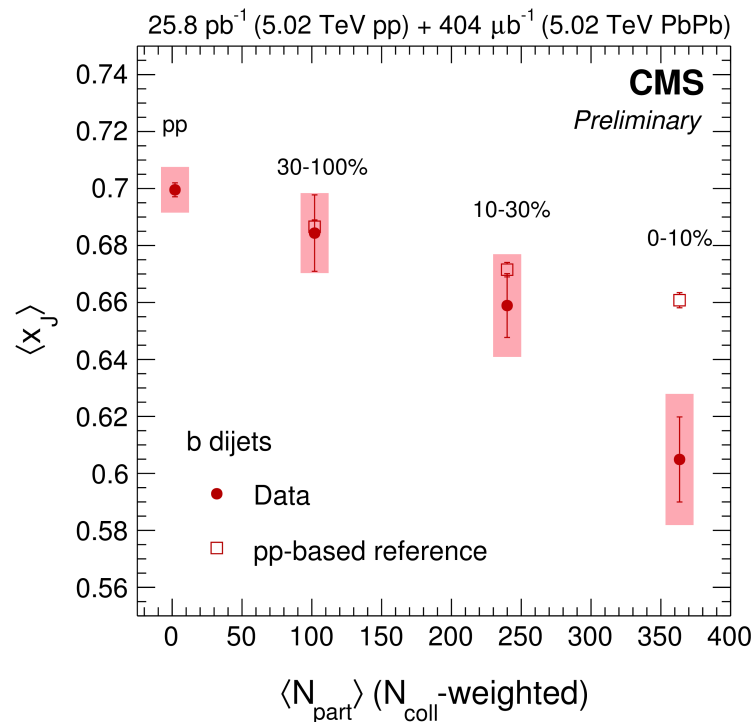 25.8 pb⁻¹ (5.02 TeV pp) + 404 μb⁻¹ (5.02 TeV PbPb)
0.74
CMS
Preliminary
0.72
pp
30-100%
0.7
10-30%
0.68
0-10%
0.66
⟨x_J⟩
0.64
0.62
b dijets
0.6
Data
0.58
pp-based reference
0.56
0 50 100 150 200 250 300 350 400
⟨N_part⟩ (N_coll-weighted)